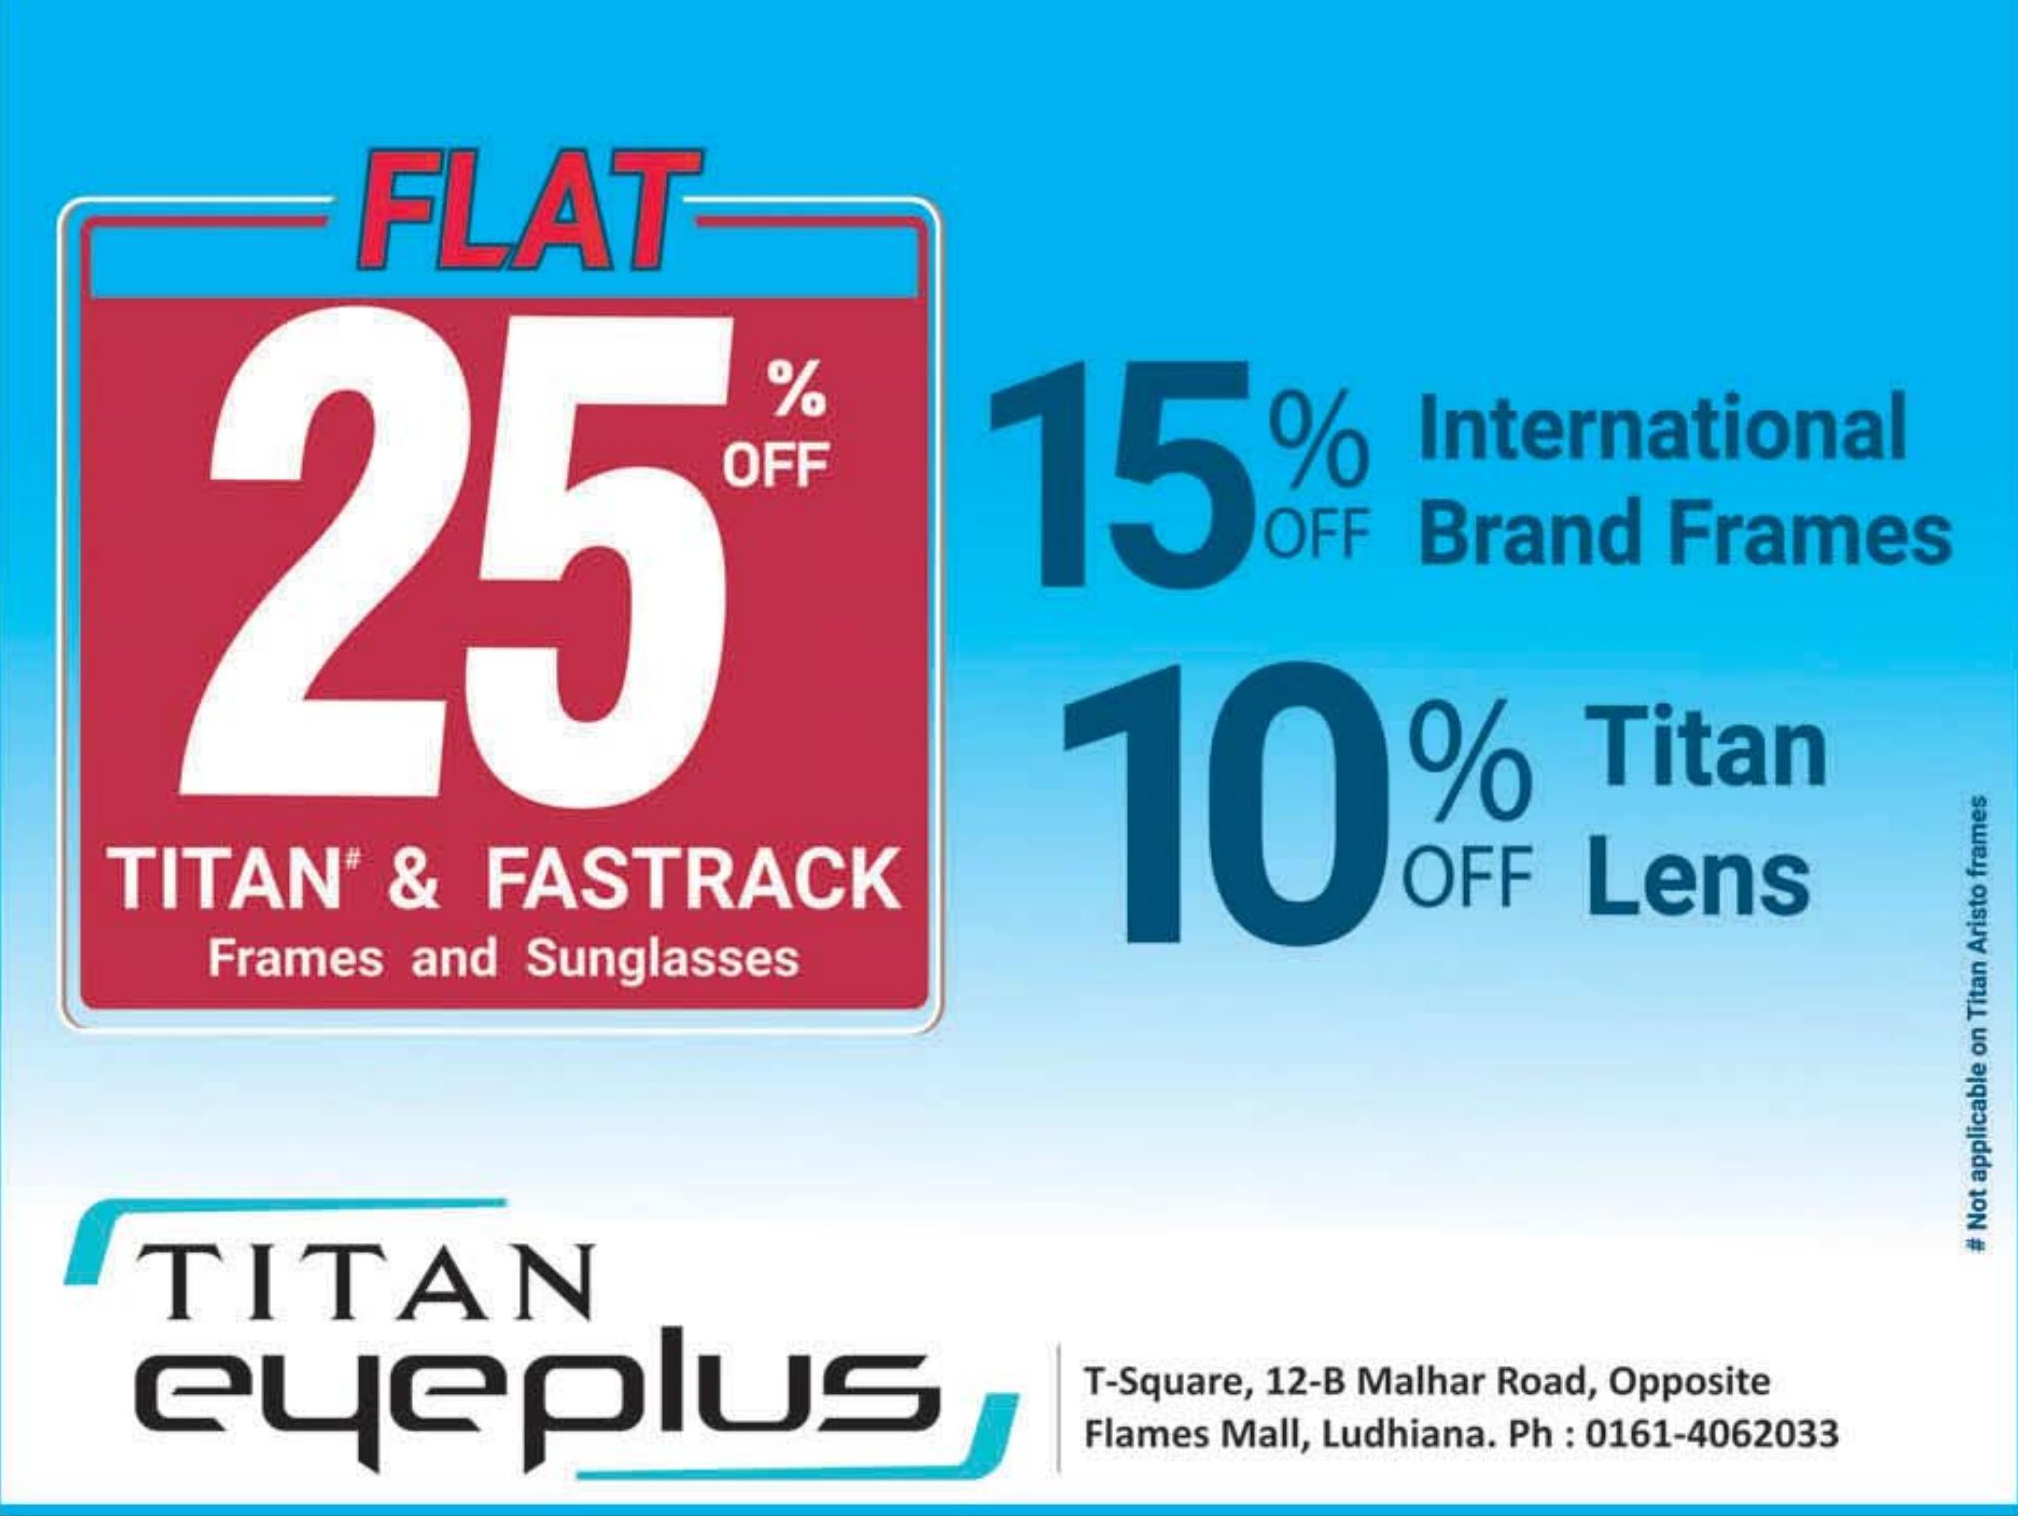 FLAT
25% OFF
TITAN# & FASTRACK
Frames and Sunglasses
15% OFF International
Brand Frames
10% OFF Titan
Lens
# Not applicable on Titan Aristo frames
TITAN
eyeplus
T-Square, 12-B Malhar Road, Opposite
Flames Mall, Ludhiana. Ph : 0161-4062033